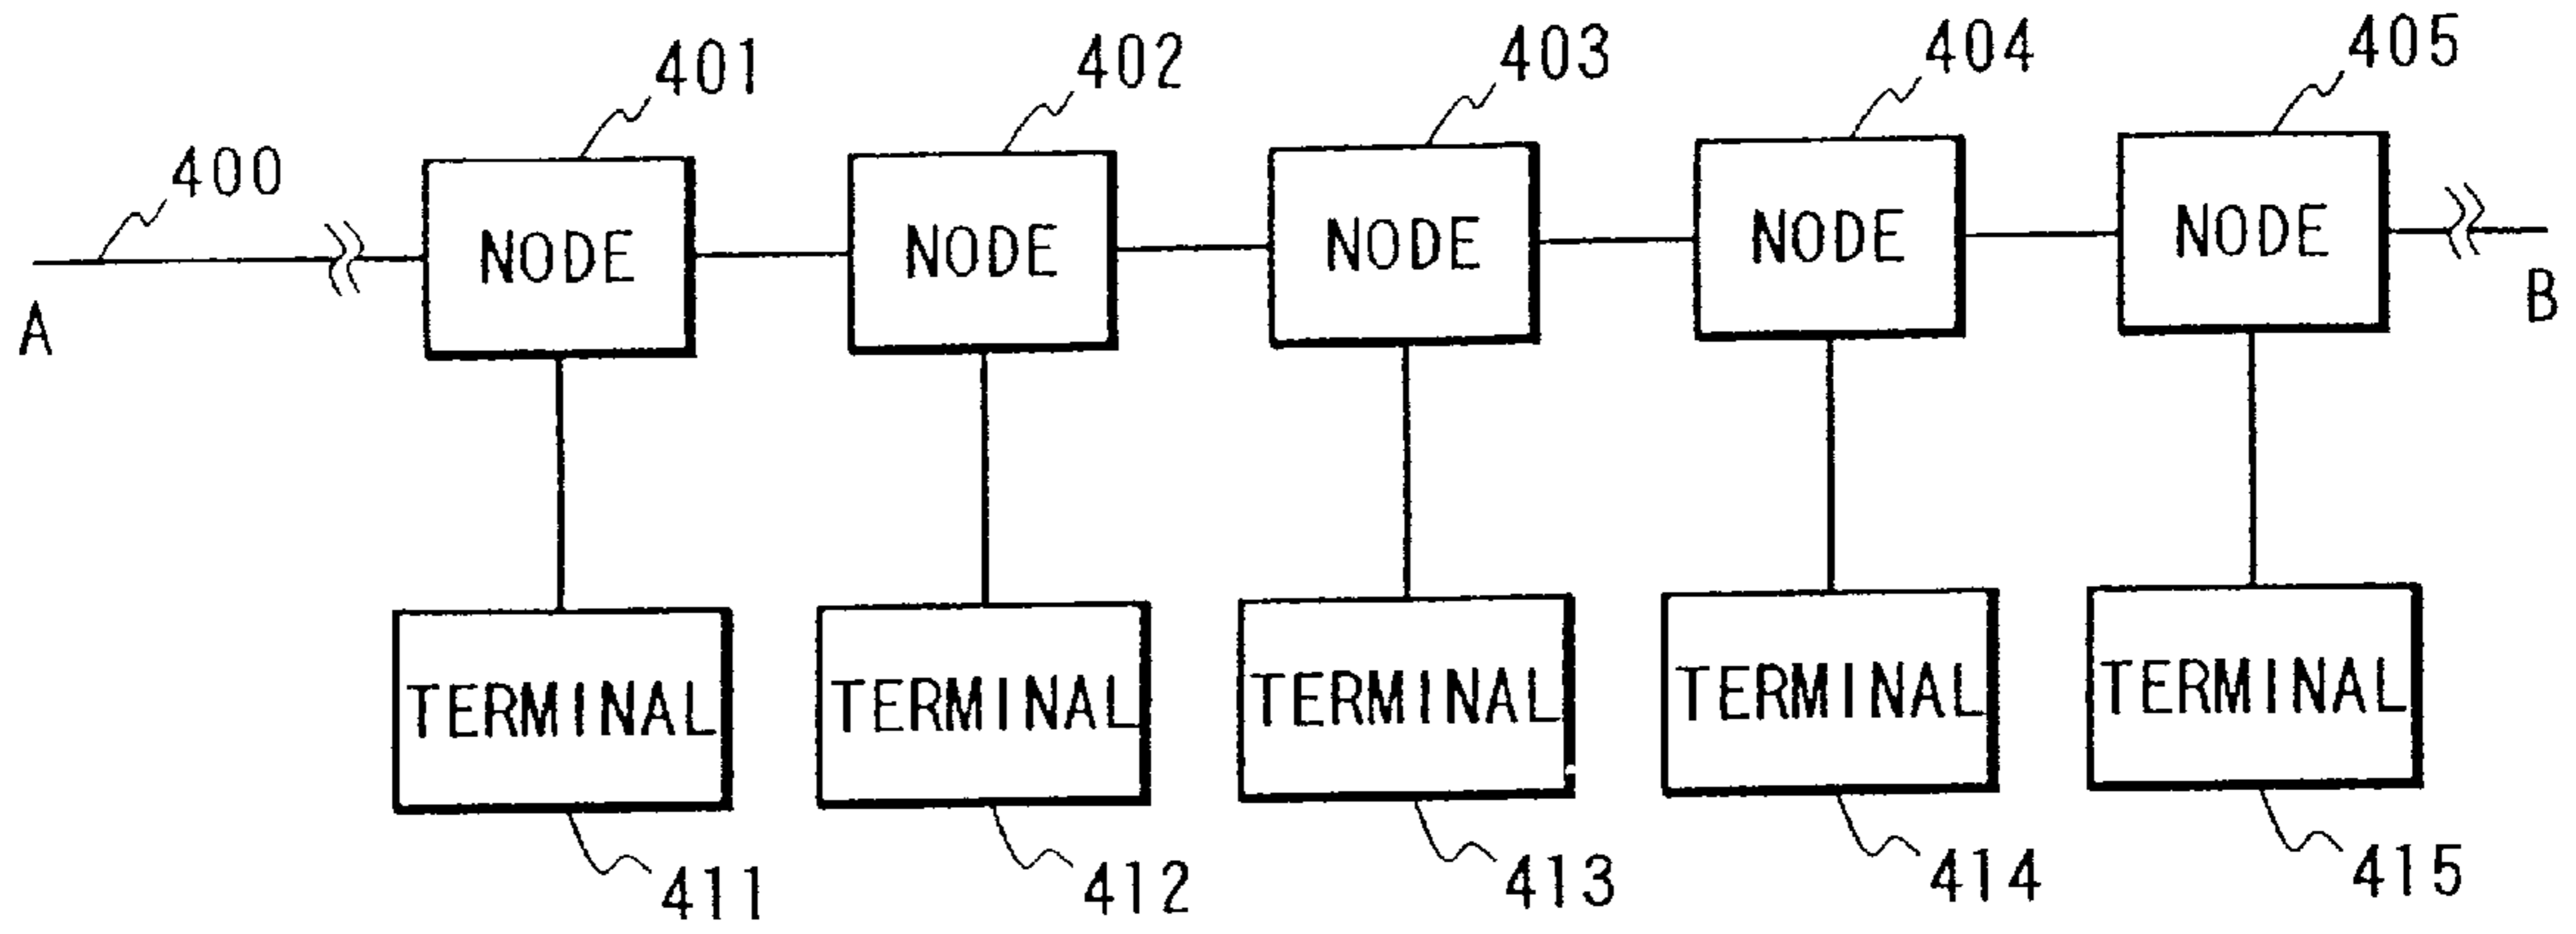 400 401 402 403 404 405
A NODE NODE NODE NODE NODE B
TERMINAL TERMINAL TERMINAL TERMINAL TERMINAL
411 412 413 414 415